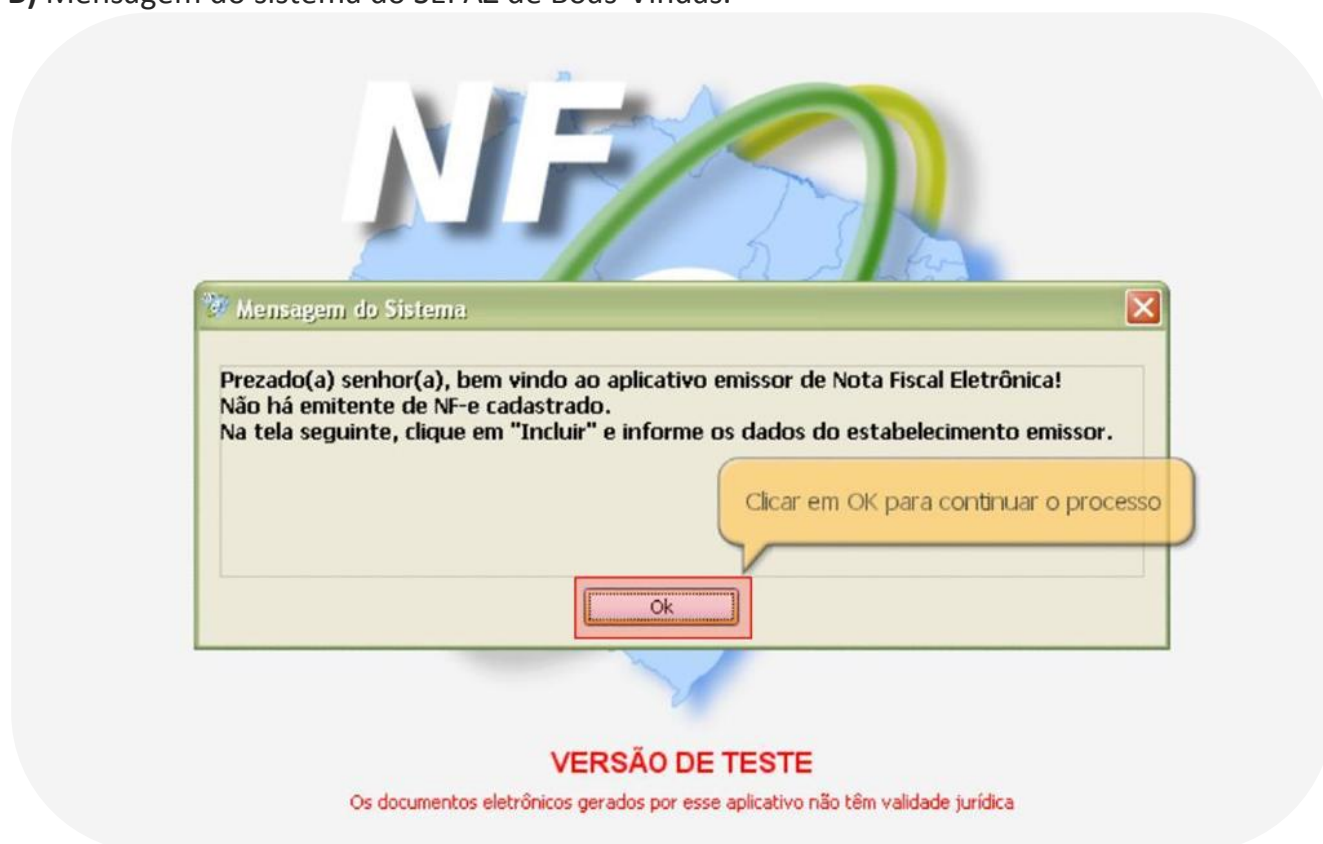 B) Mensagem do sistema do SEFAZ de Boas-Vindas.
NF
Mensagem do Sistema
Prezado(a) senhor(a), bem vindo ao aplicativo emissor de Nota Fiscal Eletrônica!
Não há emitente de NF-e cadastrado.
Na tela seguinte, clique em "Incluir" e informe os dados do estabelecimento emissor.
Clicar em OK para continuar o processo
Ok
VERSÃO DE TESTE
Os documentos eletrônicos gerados por esse aplicativo não têm validade jurídica